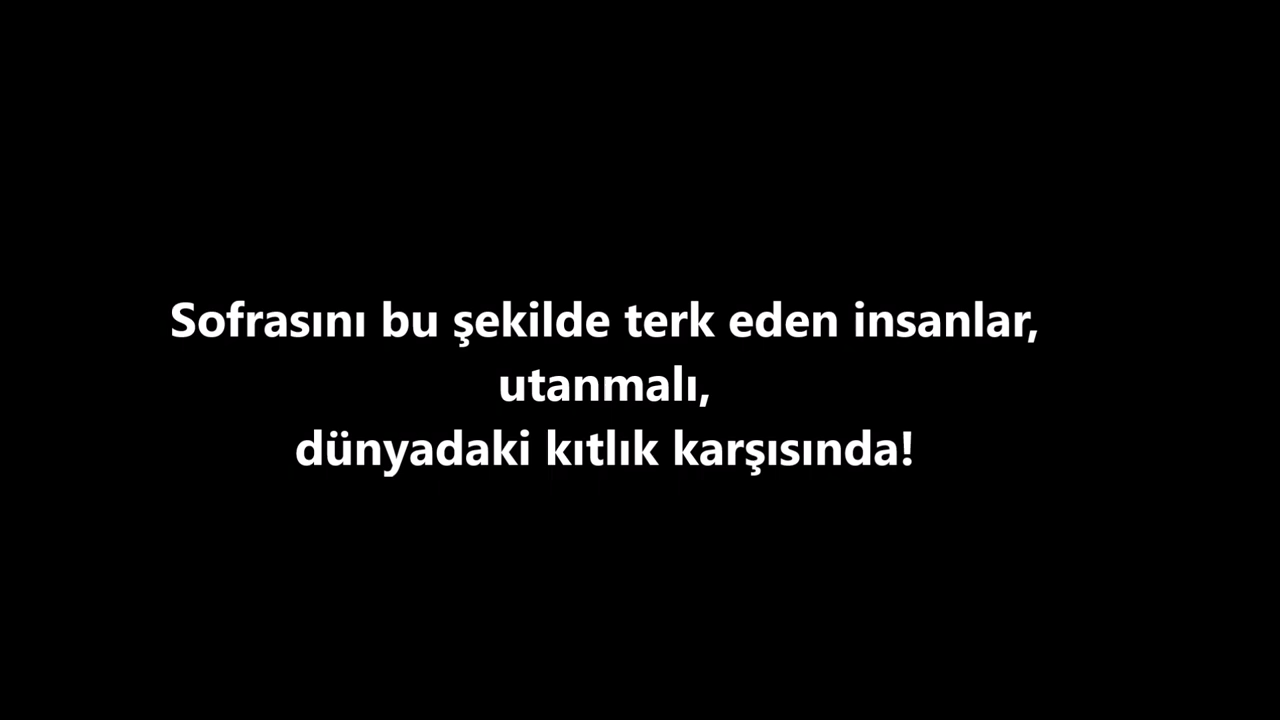 Sofrasını bu şekilde terk eden insanlar,
utanmalı,
dünyadaki kıtlık karşısında!